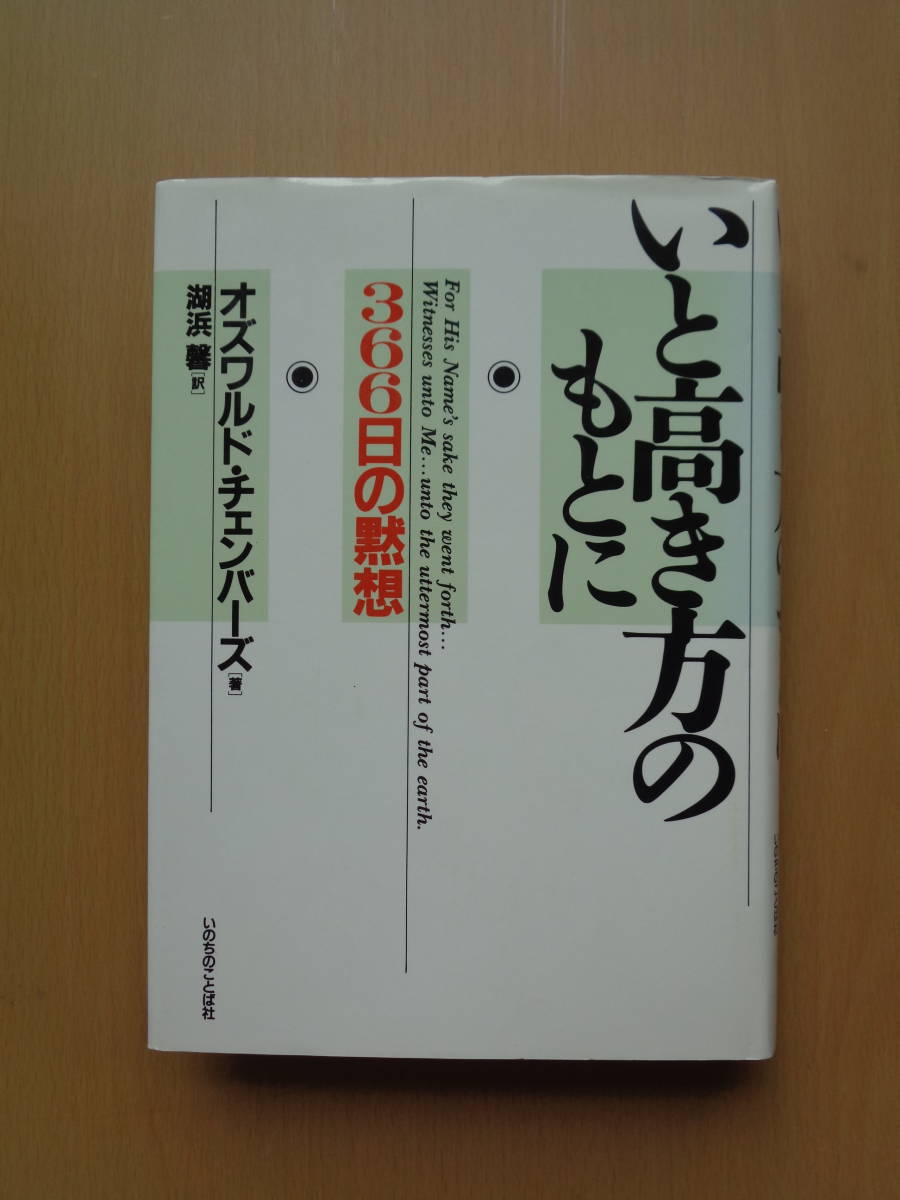 いと高き方の
もとに
For His Name's sake they went forth...
Witnesses unto Me...unto the uttermost part of the earth.
366日の黙想
オズワルド・チェンバーズ[著]
湖浜 馨[訳]
いのちのことば社